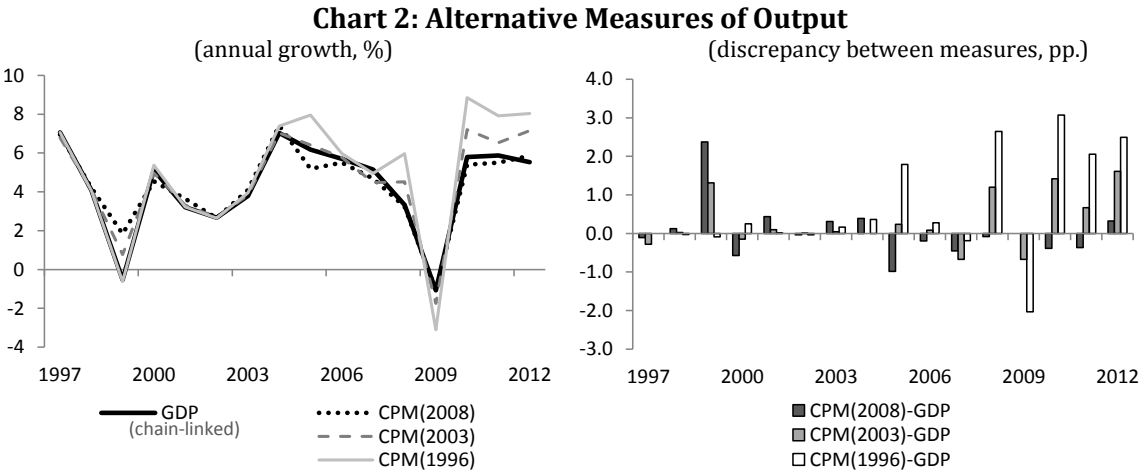 Chart 2: Alternative Measures of Output
(annual growth, %)
10
8
6
4
2
0
-2
-4
1997 2000 2003 2006 2009 2012
GDP
(chain-linked)
CPM(2008)
CPM(2003)
CPM(1996)
(discrepancy between measures, pp.)
4.0
3.0
2.0
1.0
0.0
-1.0
-2.0
-3.0
1997 2000 2003 2006 2009 2012
CPM(2008)-GDP
CPM(2003)-GDP
CPM(1996)-GDP